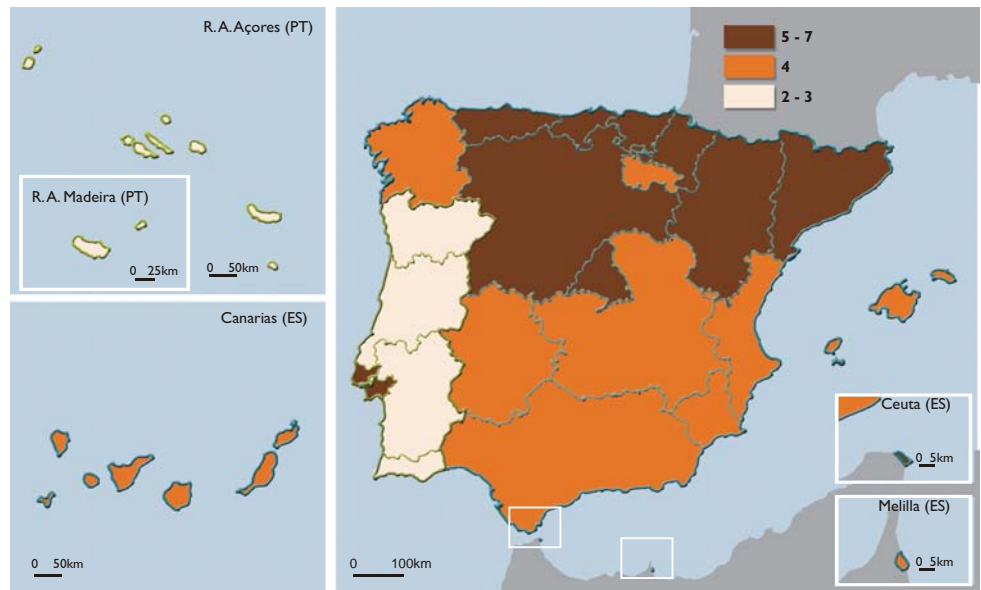 R. A. Açores (PT)
R. A. Madeira (PT)
0 25km
0 50km
Canarias (ES)
0 50km
5 - 7
4
2 - 3
Ceuta (ES)
0 5km
Melilla (ES)
0 5km
0 100km